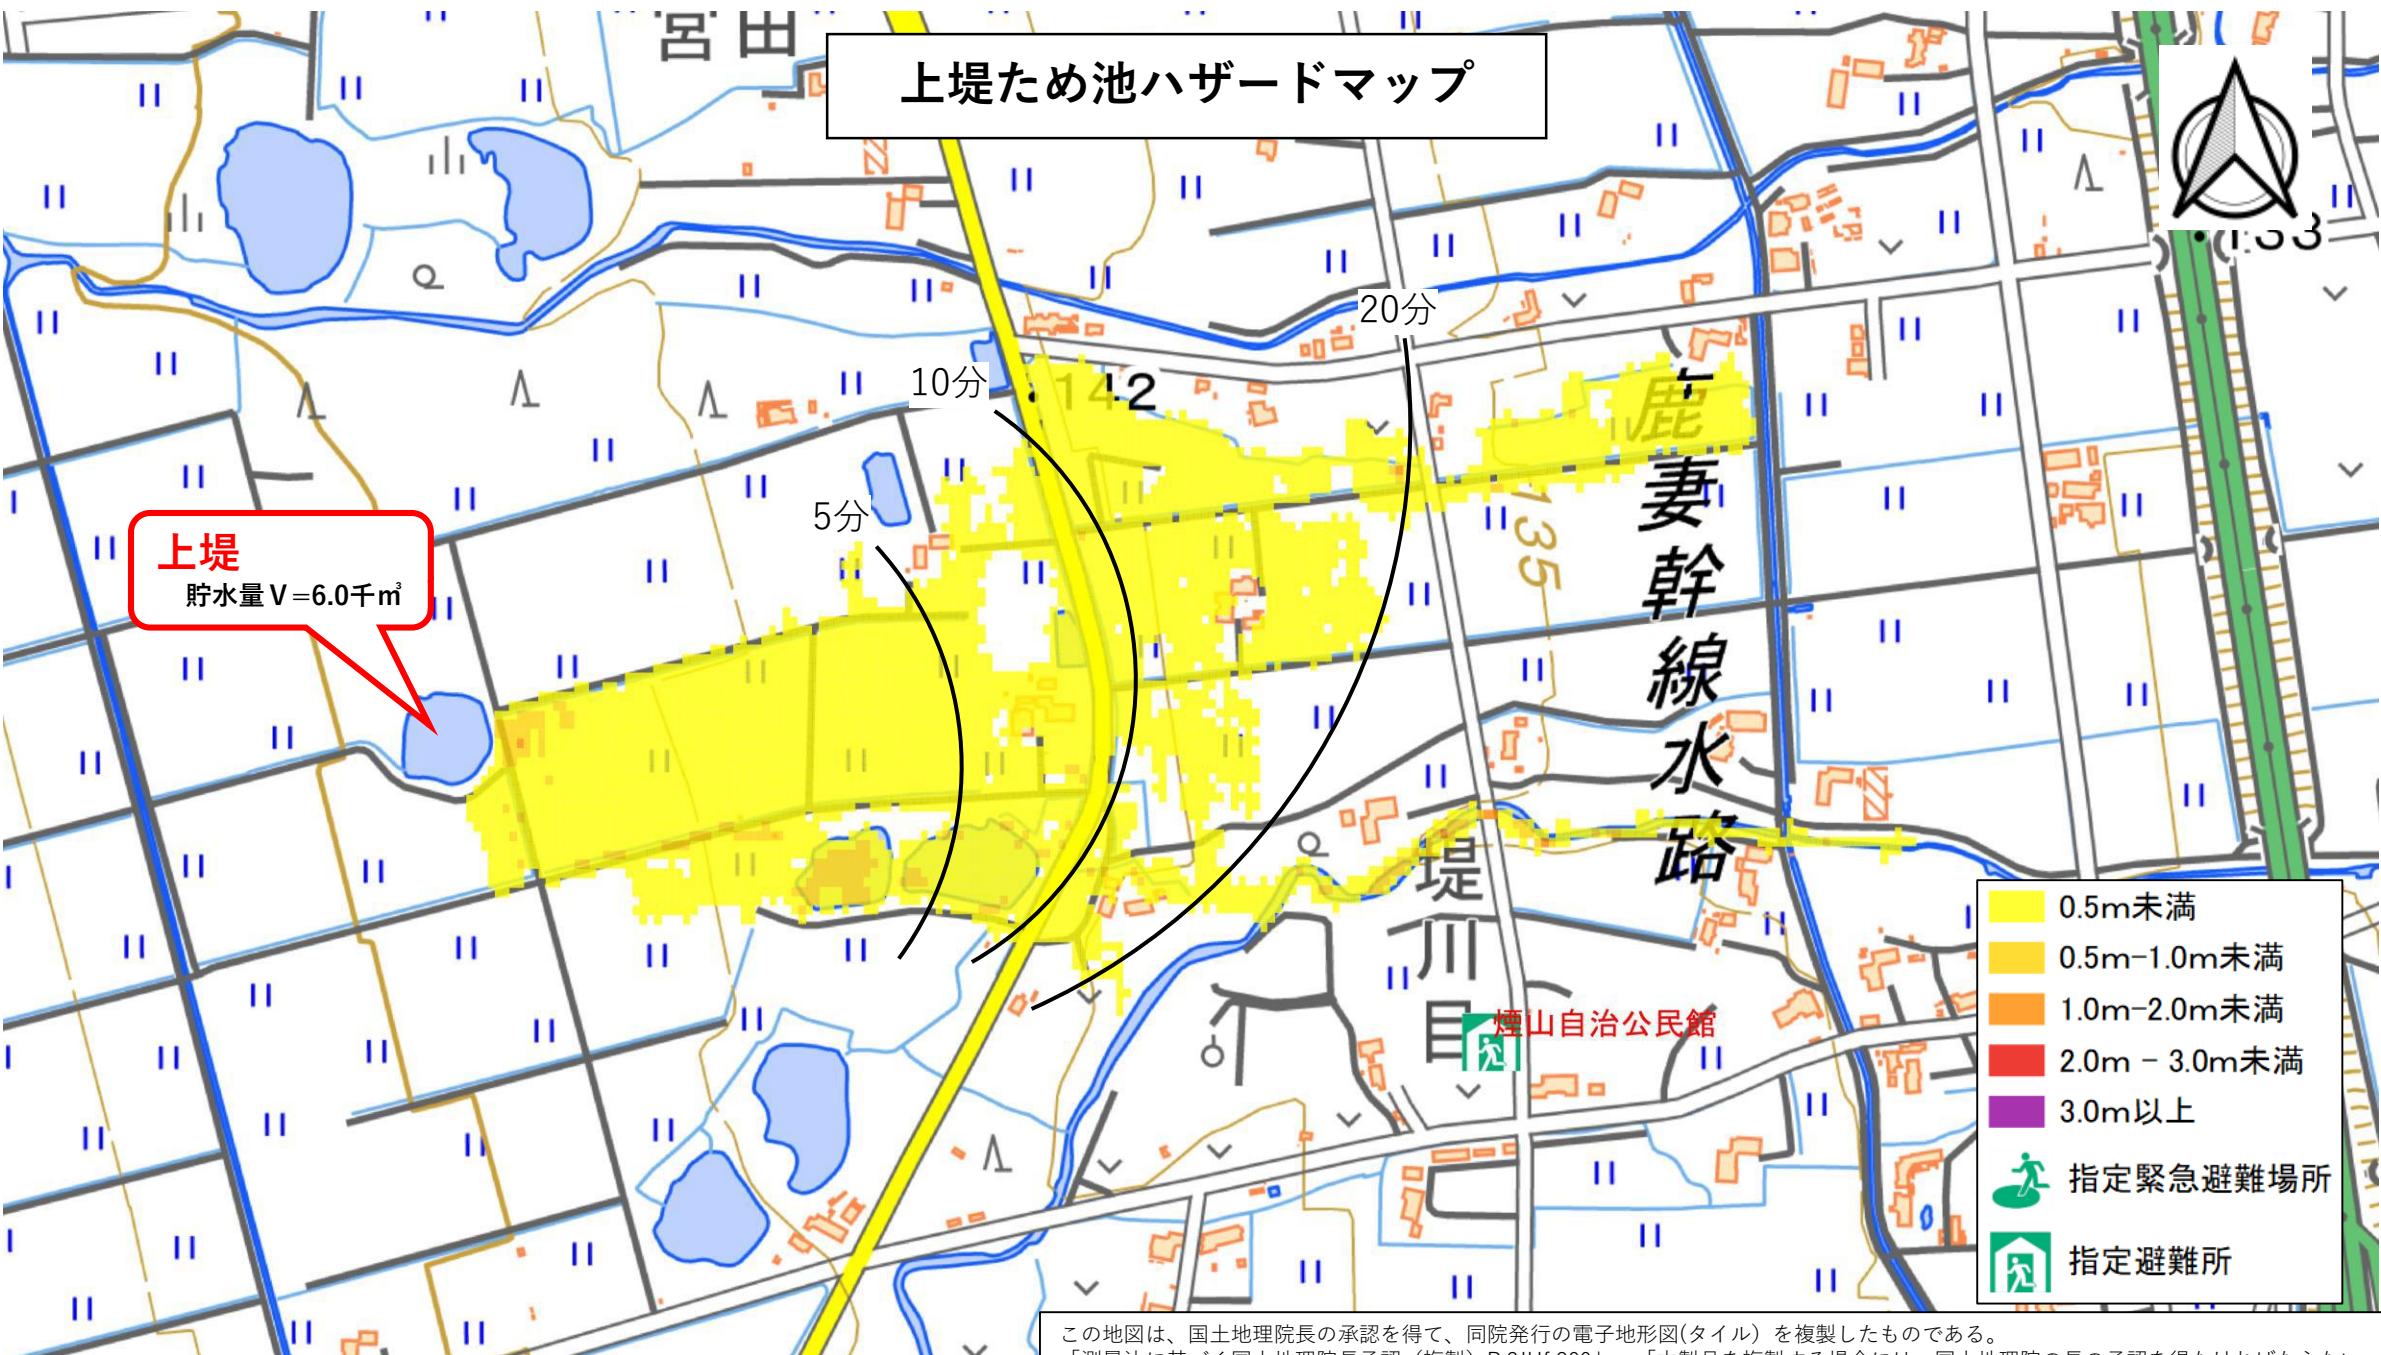 宮田
上堤ため池ハザードマップ
133
20分
142
10分
5分
上堤
貯水量V=6.0千㎥
135
鹿妻幹線水路
堤川目
煙山自治公民館
0.5m未満
0.5m-1.0m未満
1.0m-2.0m未満
2.0m - 3.0m未満
3.0m以上
指定緊急避難場所
指定避難所
この地図は、国土地理院長の承認を得て、同院発行の電子地形図(タイル）を複製したものである。